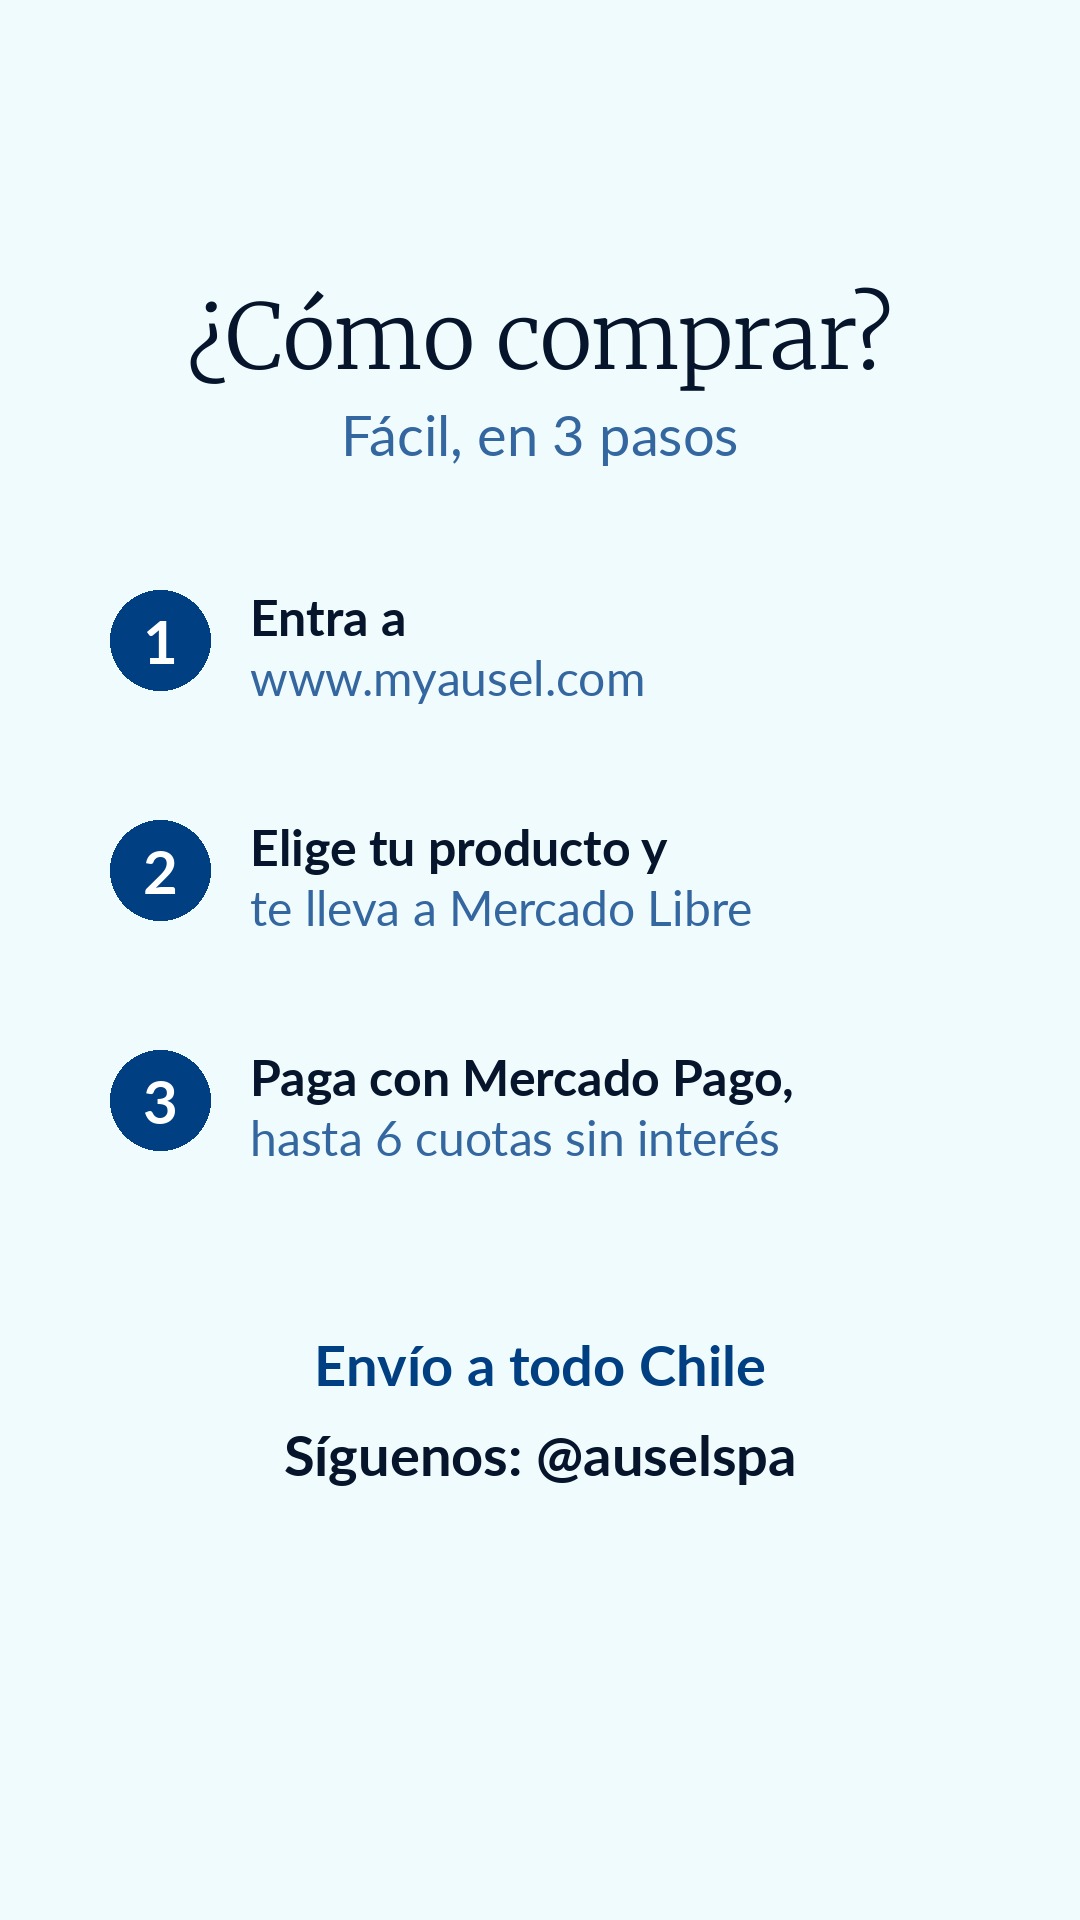 ¿Cómo comprar?
Fácil, en 3 pasos
1
Entra a
www.myausel.com
2
Elige tu producto y
te lleva a Mercado Libre
3
Paga con Mercado Pago,
hasta 6 cuotas sin interés
Envío a todo Chile
Síguenos: @auselspa